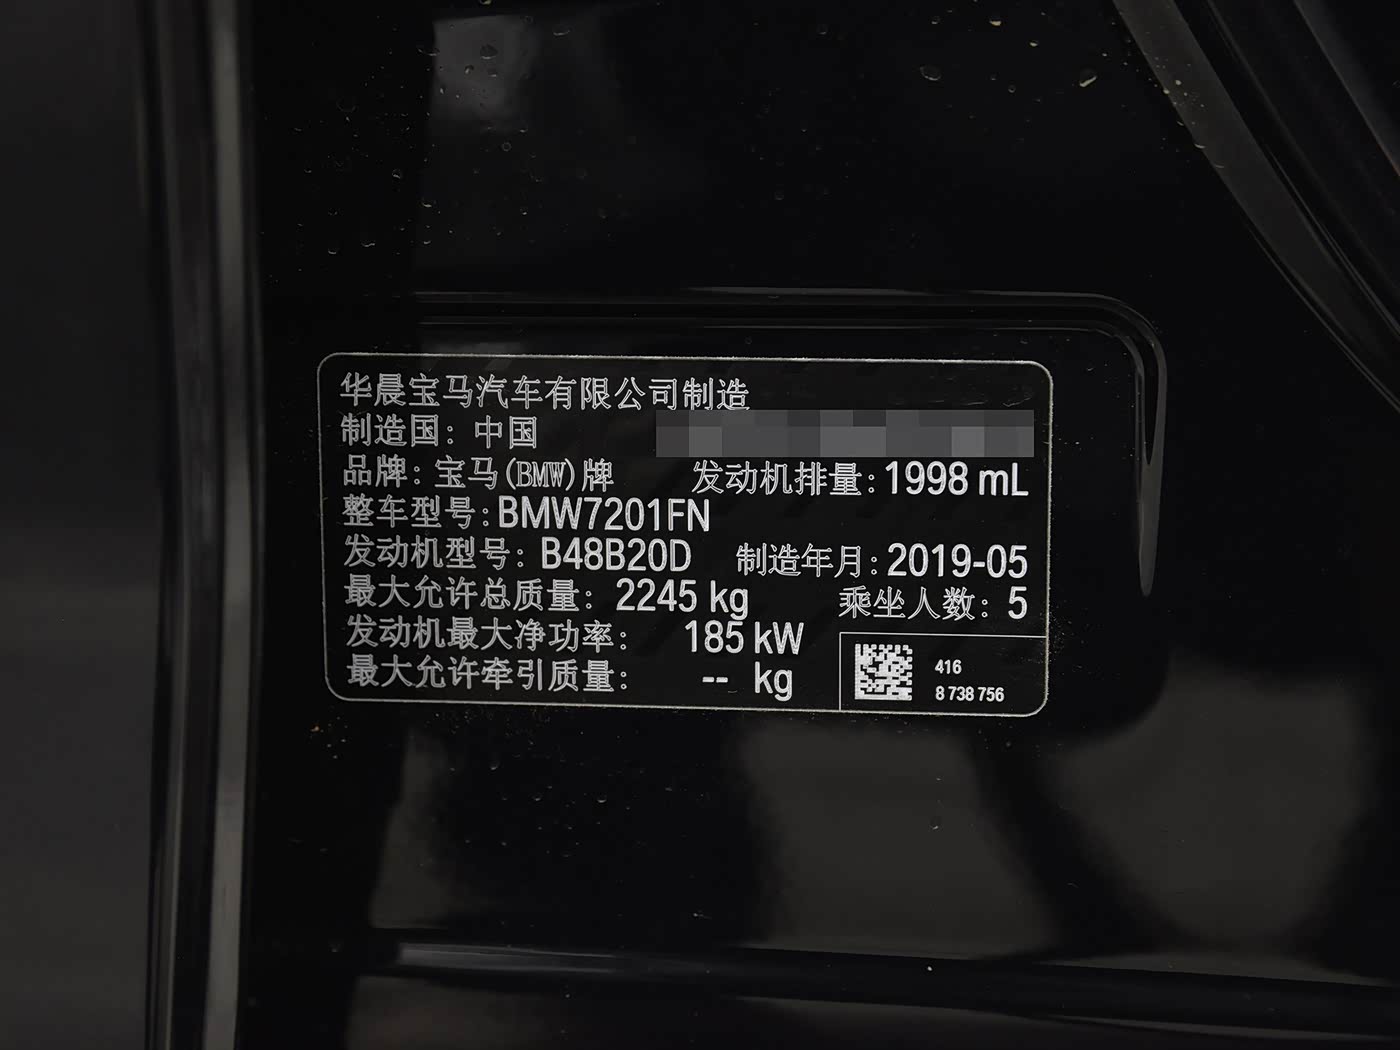 华晨宝马汽车有限公司制造
制造国：中国
品牌：宝马(BMW)牌 发动机排量：1998 mL
整车型号：BMW7201FN
发动机型号：B48B20D 制造年月：2019-05
最大允许总质量：2245 kg 乘坐人数：5
发动机最大净功率：185 kW
最大允许牵引质量：-- kg
416
8 738 756